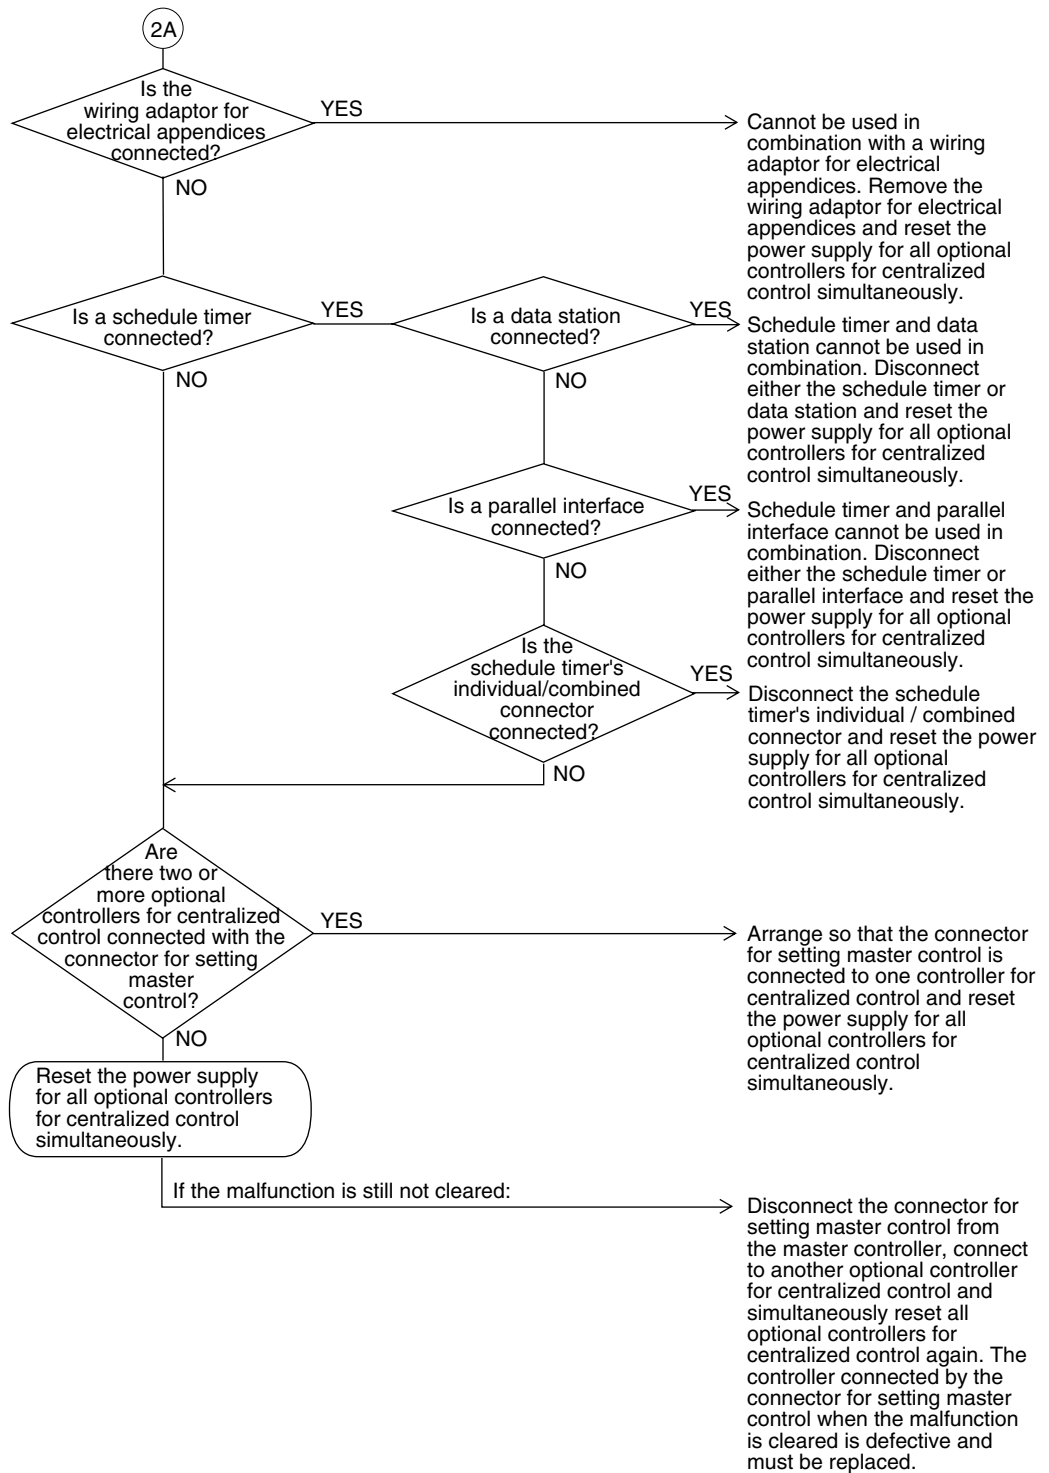 2A
Is the
wiring adaptor for
electrical appendices
connected?
YES
NO
Cannot be used in
combination with a wiring
adaptor for electrical
appendices. Remove the
wiring adaptor for electrical
appendices and reset the
power supply for all optional
controllers for centralized
control simultaneously.
Is a schedule timer
connected?
YES
NO
Is a data station
connected?
YES
NO
Schedule timer and data
station cannot be used in
combination. Disconnect
either the schedule timer or
data station and reset the
power supply for all optional
controllers for centralized
control simultaneously.
Is a parallel interface
connected?
YES
NO
Schedule timer and parallel
interface cannot be used in
combination. Disconnect
either the schedule timer or
parallel interface and reset the
power supply for all optional
controllers for centralized
control simultaneously.
Is the
schedule timer's
individual/combined
connector
connected?
YES
NO
Disconnect the schedule
timer's individual / combined
connector and reset the power
supply for all optional
controllers for centralized
control simultaneously.
Are
there two or
more optional
controllers for centralized
control connected with the
connector for setting
master
control?
YES
NO
Arrange so that the connector
for setting master control is
connected to one controller for
centralized control and reset
the power supply for all
optional controllers for
centralized control
simultaneously.
Reset the power supply
for all optional controllers
for centralized control
simultaneously.
If the malfunction is still not cleared:
Disconnect the connector for
setting master control from
the master controller, connect
to another optional controller
for centralized control and
simultaneously reset all
optional controllers for
centralized control again. The
controller connected by the
connector for setting master
control when the malfunction
is cleared is defective and
must be replaced.